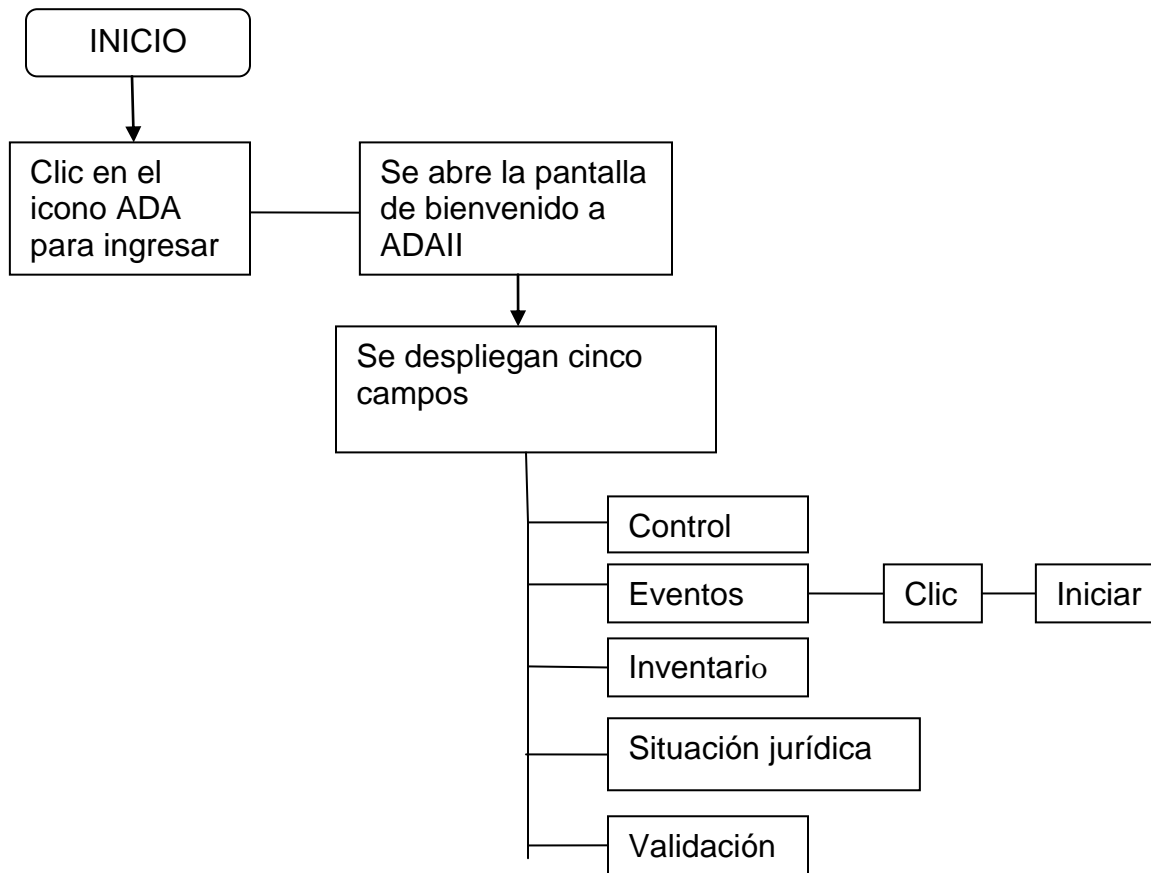 INICIO
Clic en el
icono ADA
para ingresar
Se abre la pantalla
de bienvenido a
ADAII
Se despliegan cinco
campos
Control
Eventos
Clic
Iniciar
Inventario
Situación jurídica
Validación